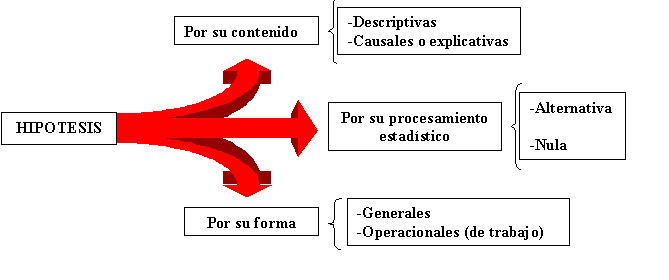 Por su contenido
-Descriptivas
-Causales o explicativas
HIPOTESIS
Por su procesamiento
estadístico
-Alternativa
-Nula
Por su forma
-Generales
-Operacionales (de trabajo)